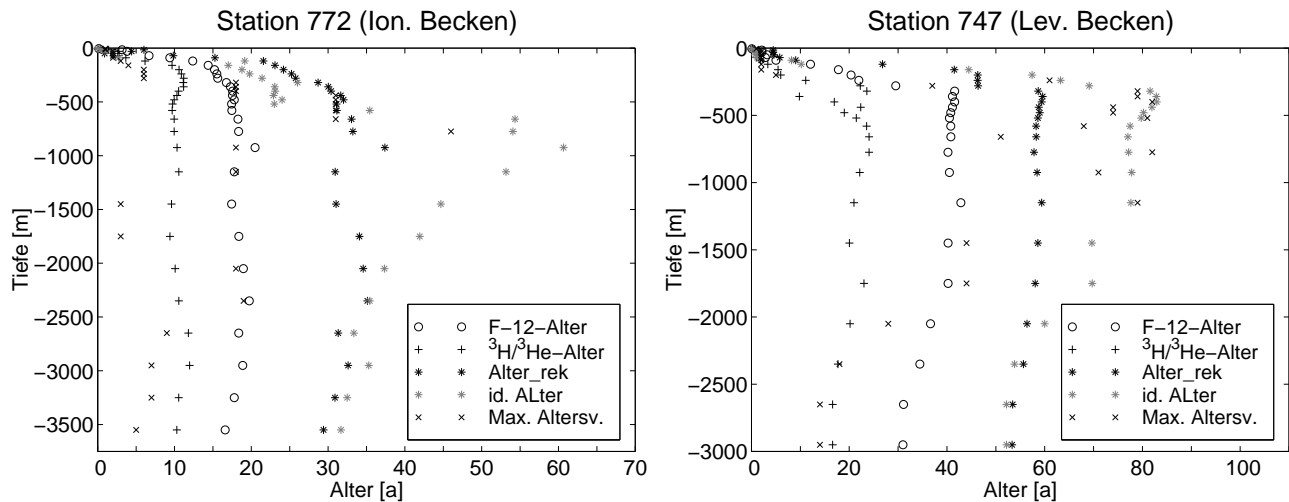 Station 772 (Ion. Becken)
0
−500
−1000
−1500
−2000
−2500
−3000
−3500
Tiefe [m]
F−12−Alter
³H/³He−Alter
Alter_rek
id. ALter
Max. Altersv.
0 10 20 30 40 50 60 70
Alter [a]
Station 747 (Lev. Becken)
0
−500
−1000
−1500
−2000
−2500
−3000
Tiefe [m]
F−12−Alter
³H/³He−Alter
Alter_rek
id. ALter
Max. Altersv.
0 20 40 60 80 100
Alter [a]